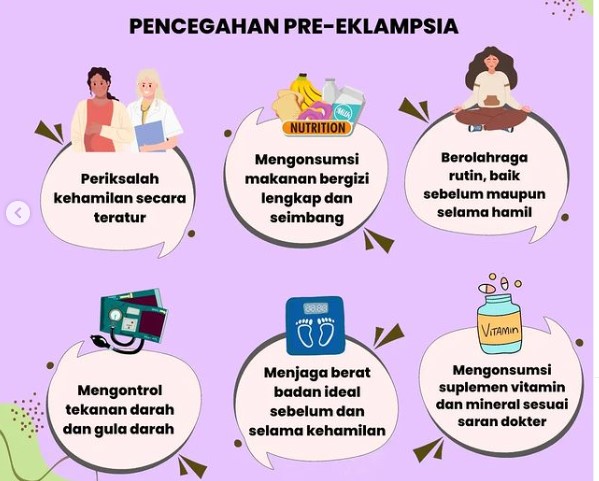 PENCEGAHAN PRE-EKLAMPSIA
NUTRITION
MILK
Periksalah
kehamilan secara
teratur
Mengonsumsi
makanan bergizi
lengkap dan
seimbang
Berolahraga
rutin, baik
sebelum maupun
selama hamil
Mengontrol
tekanan darah
dan gula darah
Menjaga berat
badan ideal
sebelum dan
selama kehamilan
VITAMIN
Mengonsumsi
suplemen vitamin
dan mineral sesuai
saran dokter